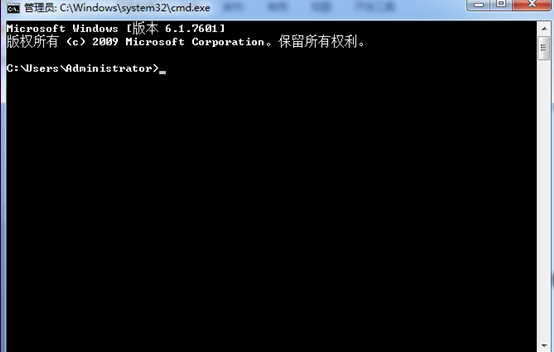 管理员: C:\Windows\system32\cmd.exe
Microsoft Windows [版本 6.1.7601]
版权所有 (c) 2009 Microsoft Corporation。保留所有权利。
C:\Users\Administrator>